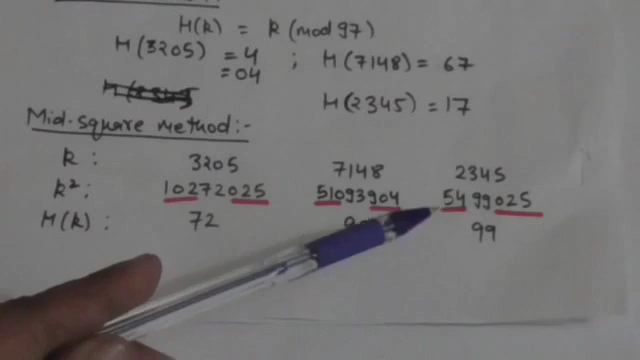 H(k) = k (mod 97)
H(3205) = 4 ; H(7148) = 67
= 04
H(2345) = 17
Mid-square method:-
k : 3205 7148 2345
k² : 10272025 51093904 5499025
H(k) : 72 99